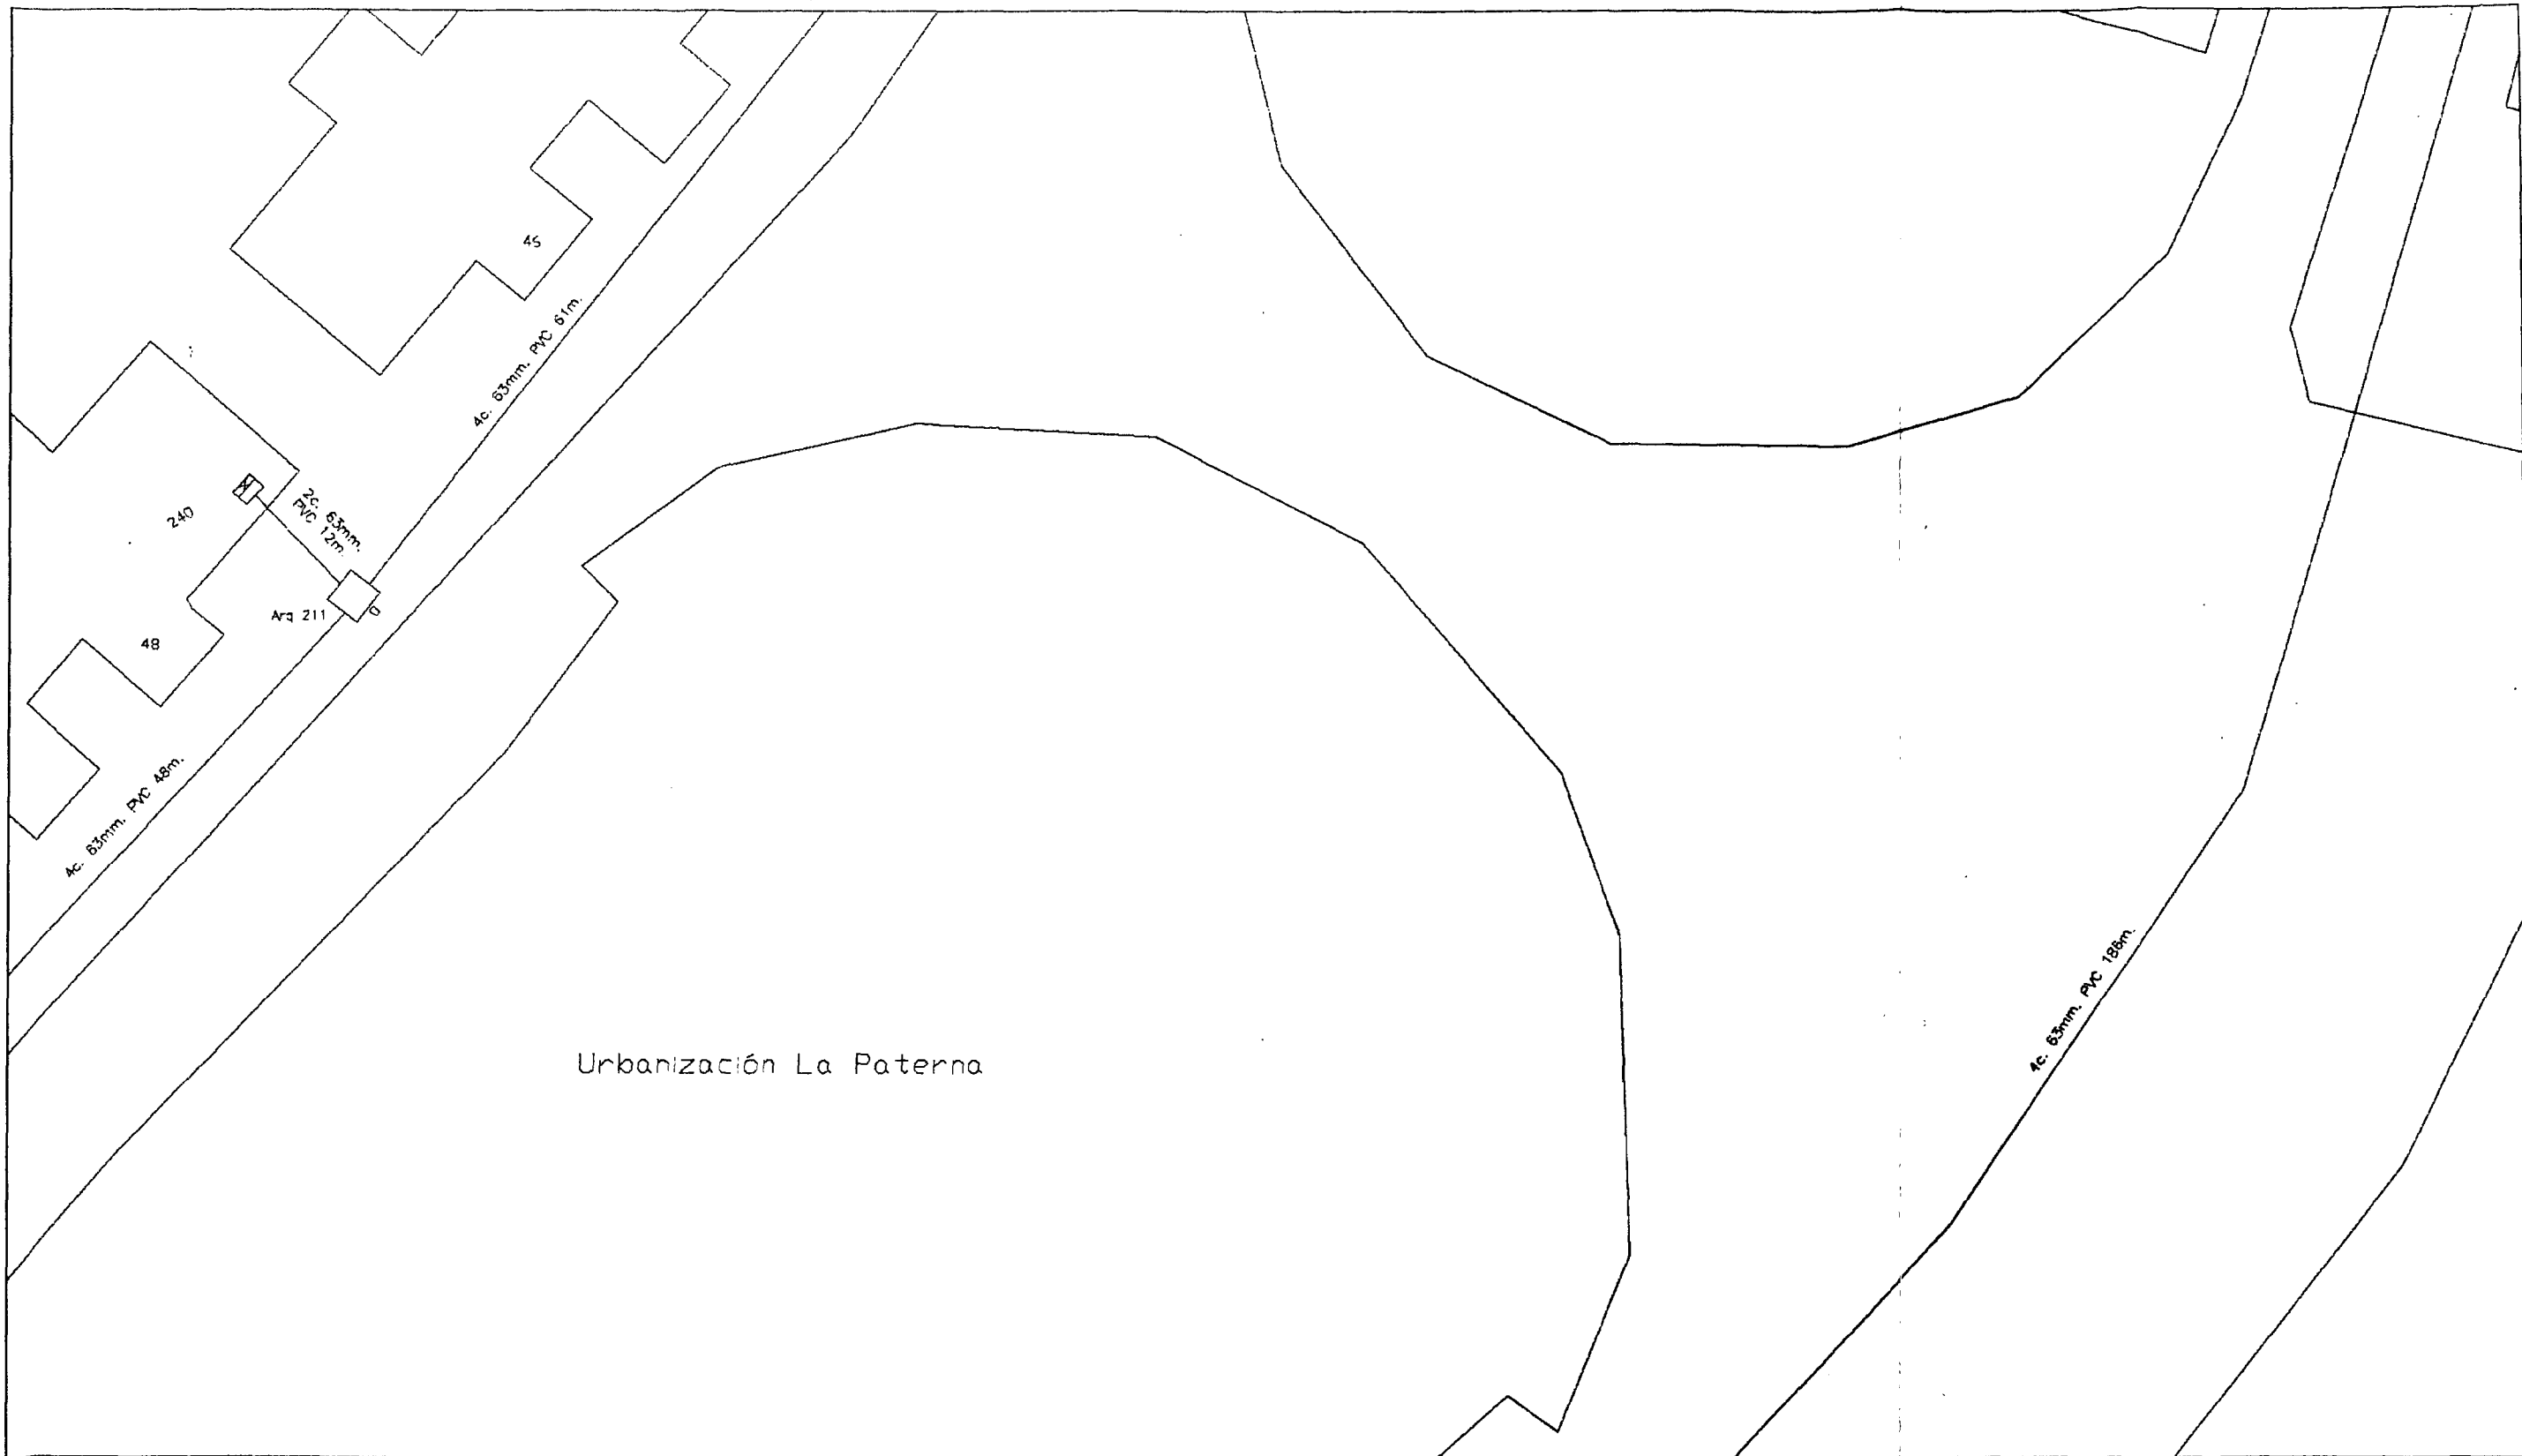 45
4c. 63mm. PVC 61m.
240
2c. 63mm.
PVC 12m.
Arq 211
48
4c. 63mm. PVC 48m.
4c. 63mm. PVC 186m.
Urbanización La Paterna